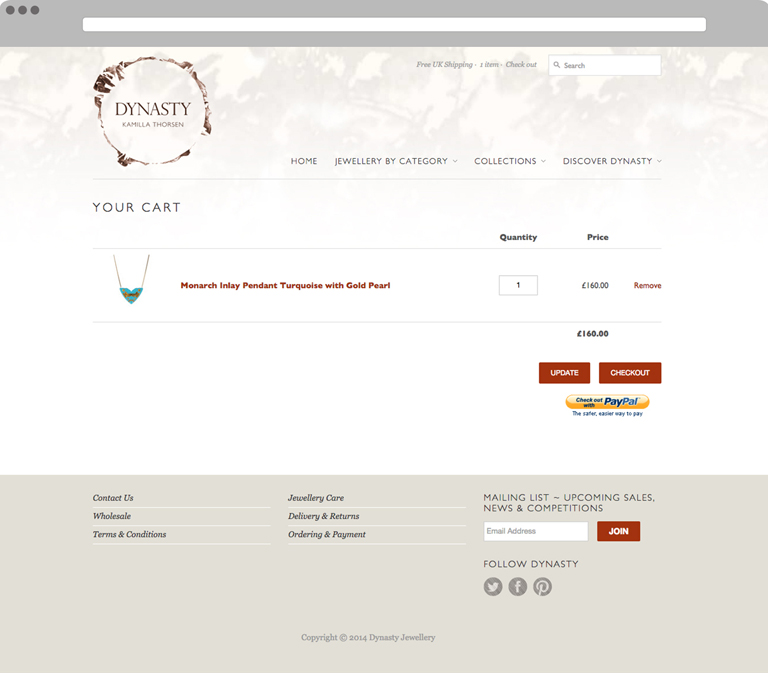 Free UK Shipping - 1 item - Check out
Search
DYNASTY
KAMILLA THORSEN
HOME JEWELLERY BY CATEGORY COLLECTIONS DISCOVER DYNASTY
YOUR CART
Quantity Price
Monarch Inlay Pendant Turquoise with Gold Pearl 1 £160.00 Remove
£160.00
UPDATE CHECKOUT
Check out
with PayPal
The safer, easier way to pay
Contact Us
Wholesale
Terms & Conditions
Jewellery Care
Delivery & Returns
Ordering & Payment
MAILING LIST ~ UPCOMING SALES,
NEWS & COMPETITIONS
Email Address JOIN
FOLLOW DYNASTY
Copyright © 2014 Dynasty Jewellery